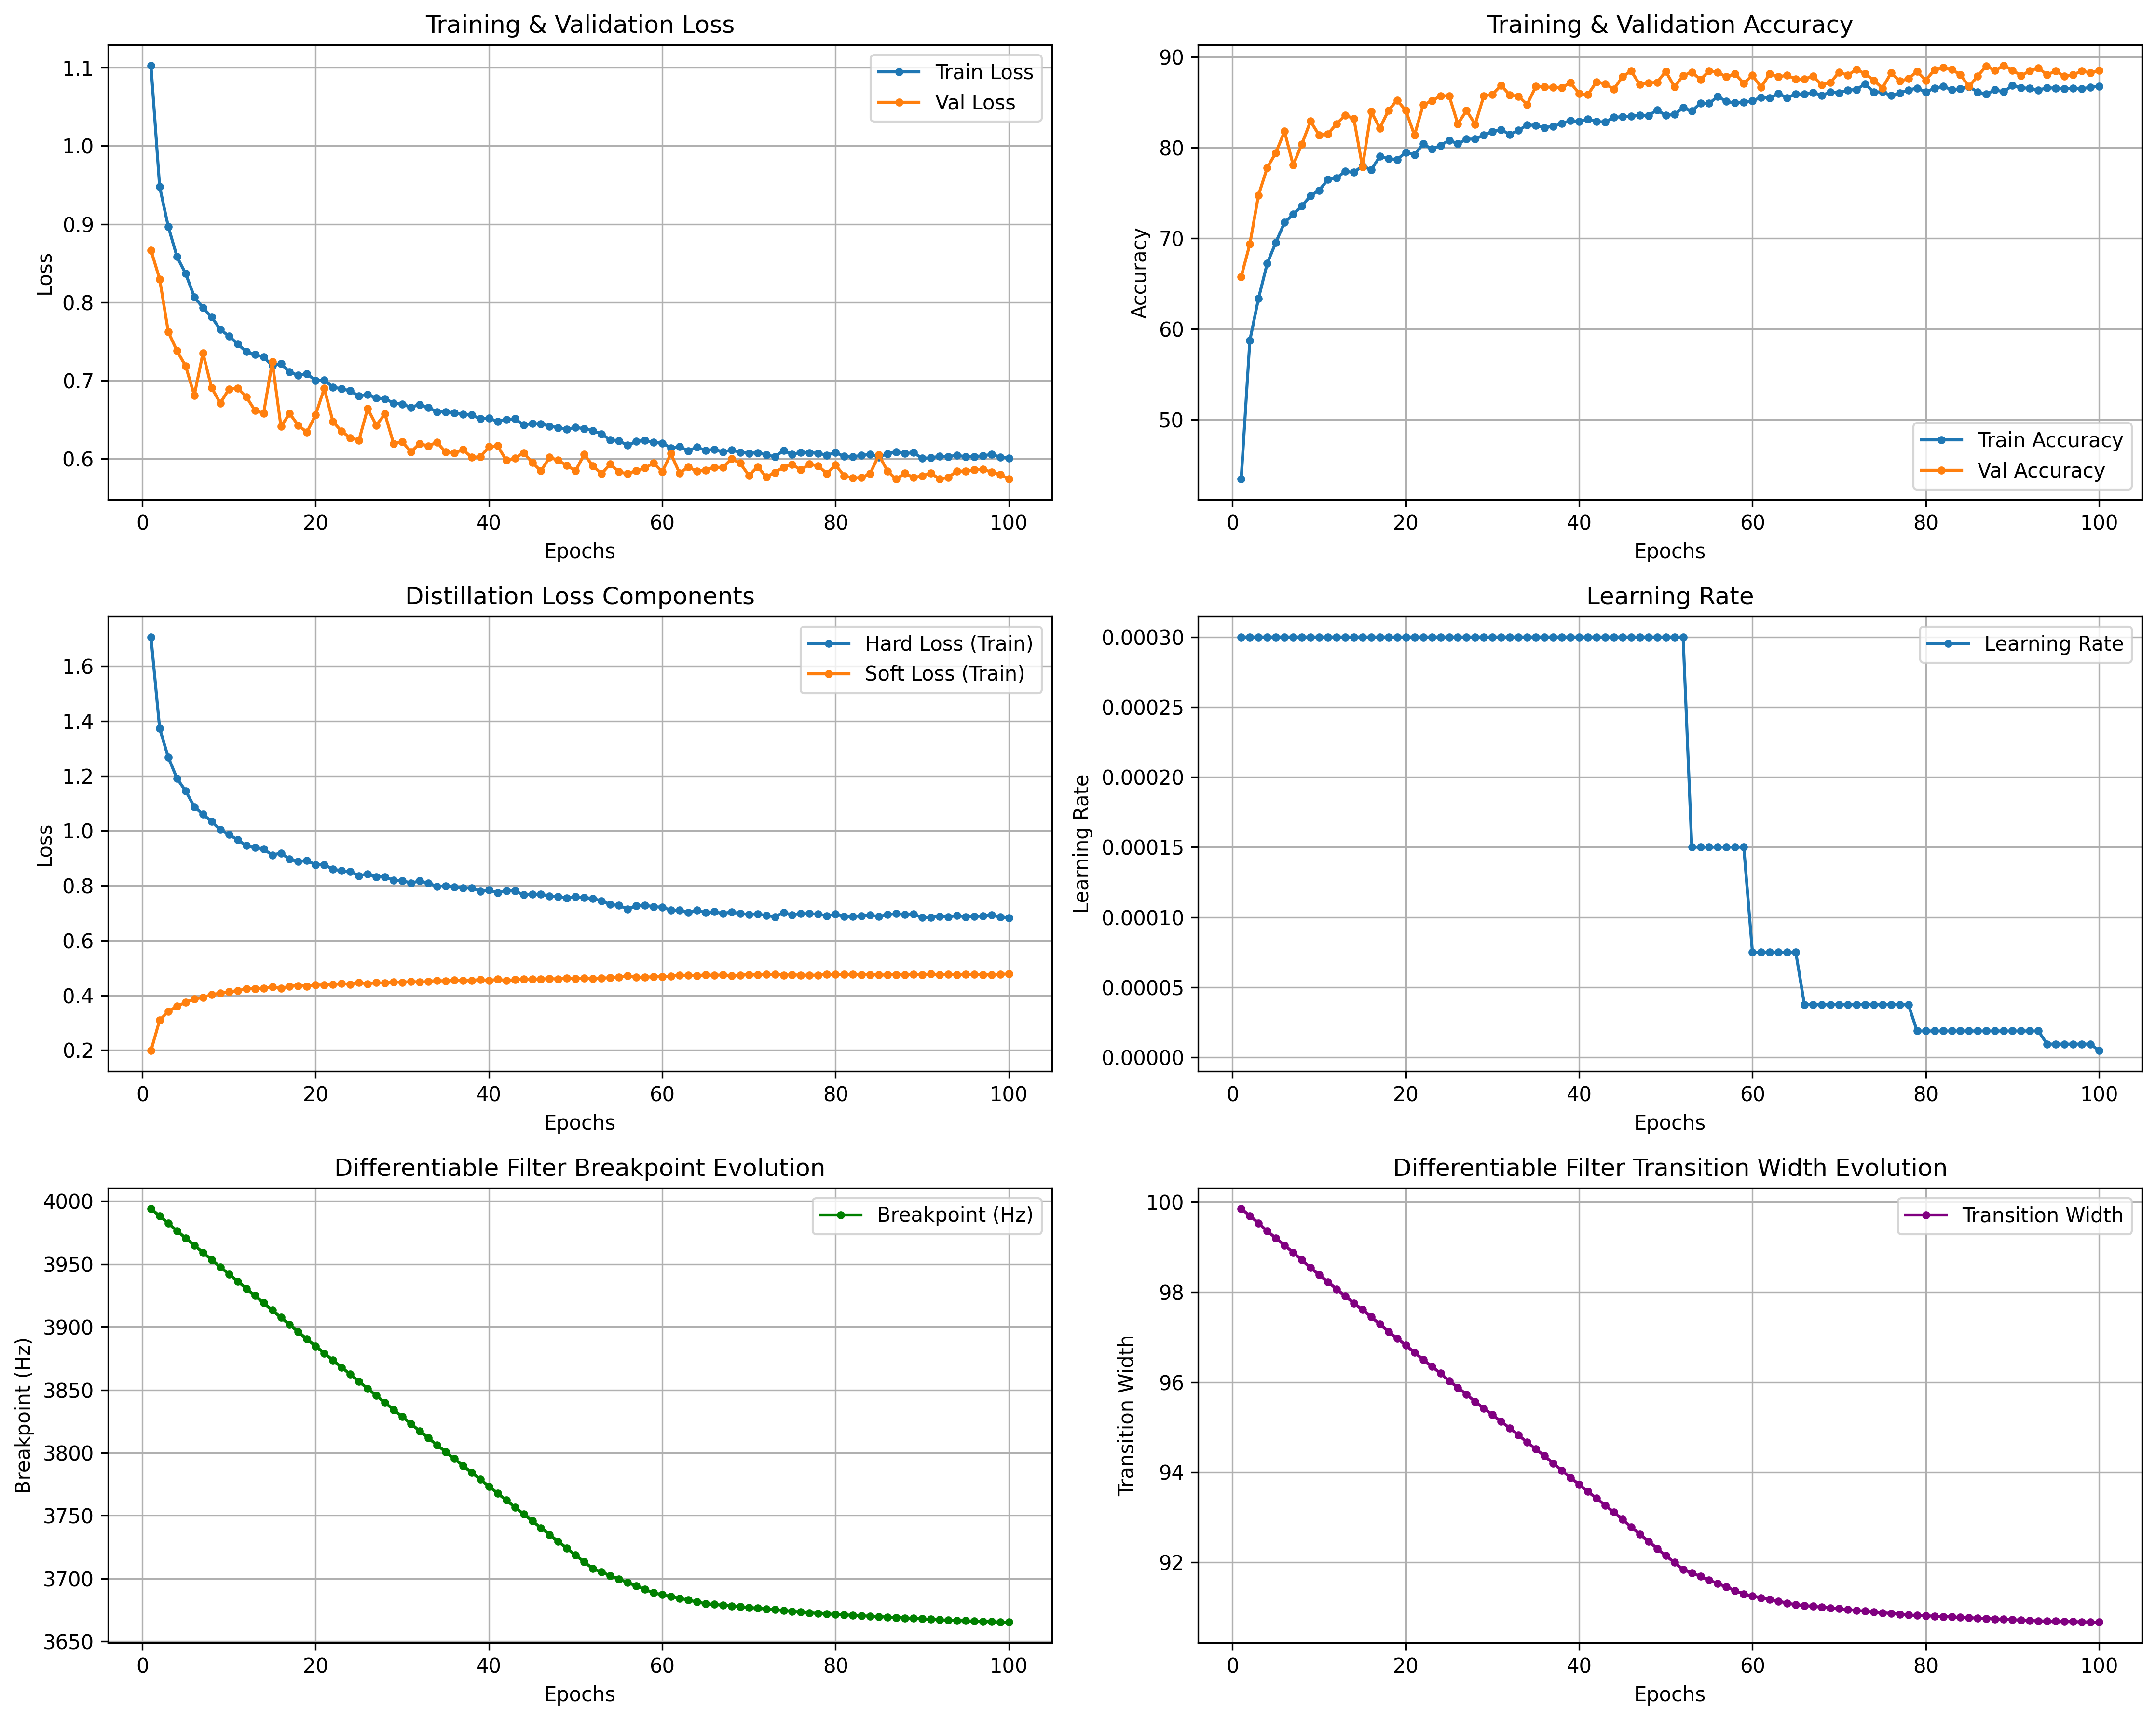 Training & Validation Loss
1.1
1.0
0.9
0.8
0.7
0.6
Loss
Train Loss
Val Loss
0 20 40 60 80 100
Epochs
Training & Validation Accuracy
90
80
70
60
50
Accuracy
Train Accuracy
Val Accuracy
0 20 40 60 80 100
Epochs
Distillation Loss Components
1.6
1.4
1.2
1.0
0.8
0.6
0.4
0.2
Loss
Hard Loss (Train)
Soft Loss (Train)
0 20 40 60 80 100
Epochs
Learning Rate
0.00030
0.00025
0.00020
0.00015
0.00010
0.00005
0.00000
Learning Rate
Learning Rate
0 20 40 60 80 100
Epochs
Differentiable Filter Breakpoint Evolution
4000
3950
3900
3850
3800
3750
3700
3650
Breakpoint (Hz)
Breakpoint (Hz)
0 20 40 60 80 100
Epochs
Differentiable Filter Transition Width Evolution
100
98
96
94
92
Transition Width
Transition Width
0 20 40 60 80 100
Epochs